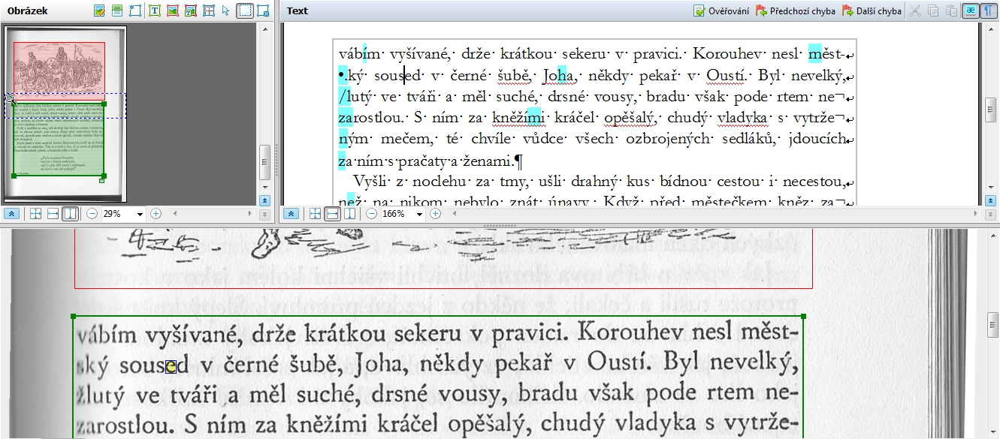 Obrázek
Text
Ověřování
Předchozí chyba
Další chyba
vábím vyšívané, drže krátkou sekeru v pravici. Korouhev nesl měst-
•.ký soused v černé šubě, Joha, někdy pekař v Oustí. Byl nevelký,
/lutý ve tváři a měl suché, drsné vousy, bradu však pode rtem ne¬
zarostlou. S ním za kněžími kráčel opěšalý, chudý vladyka s vytrže¬
ným mečem, té chvíle vůdce všech ozbrojených sedláků, jdoucích
za ním s pračaty a ženami.¶
Vyšli z noclehu za tmy, ušli drahný kus bídnou cestou i necestou,
než na nikom nebylo znát únavy. Když před městečkem kněz za¬
29%
166%
vábím vyšívané, drže krátkou sekeru v pravici. Korouhev nesl měst-
ský soused v černé šubě, Joha, někdy pekař v Oustí. Byl nevelký,
žlutý ve tváři a měl suché, drsné vousy, bradu však pode rtem ne-
zarostlou. S ním za kněžími kráčel opěšalý, chudý vladyka s vytrže-